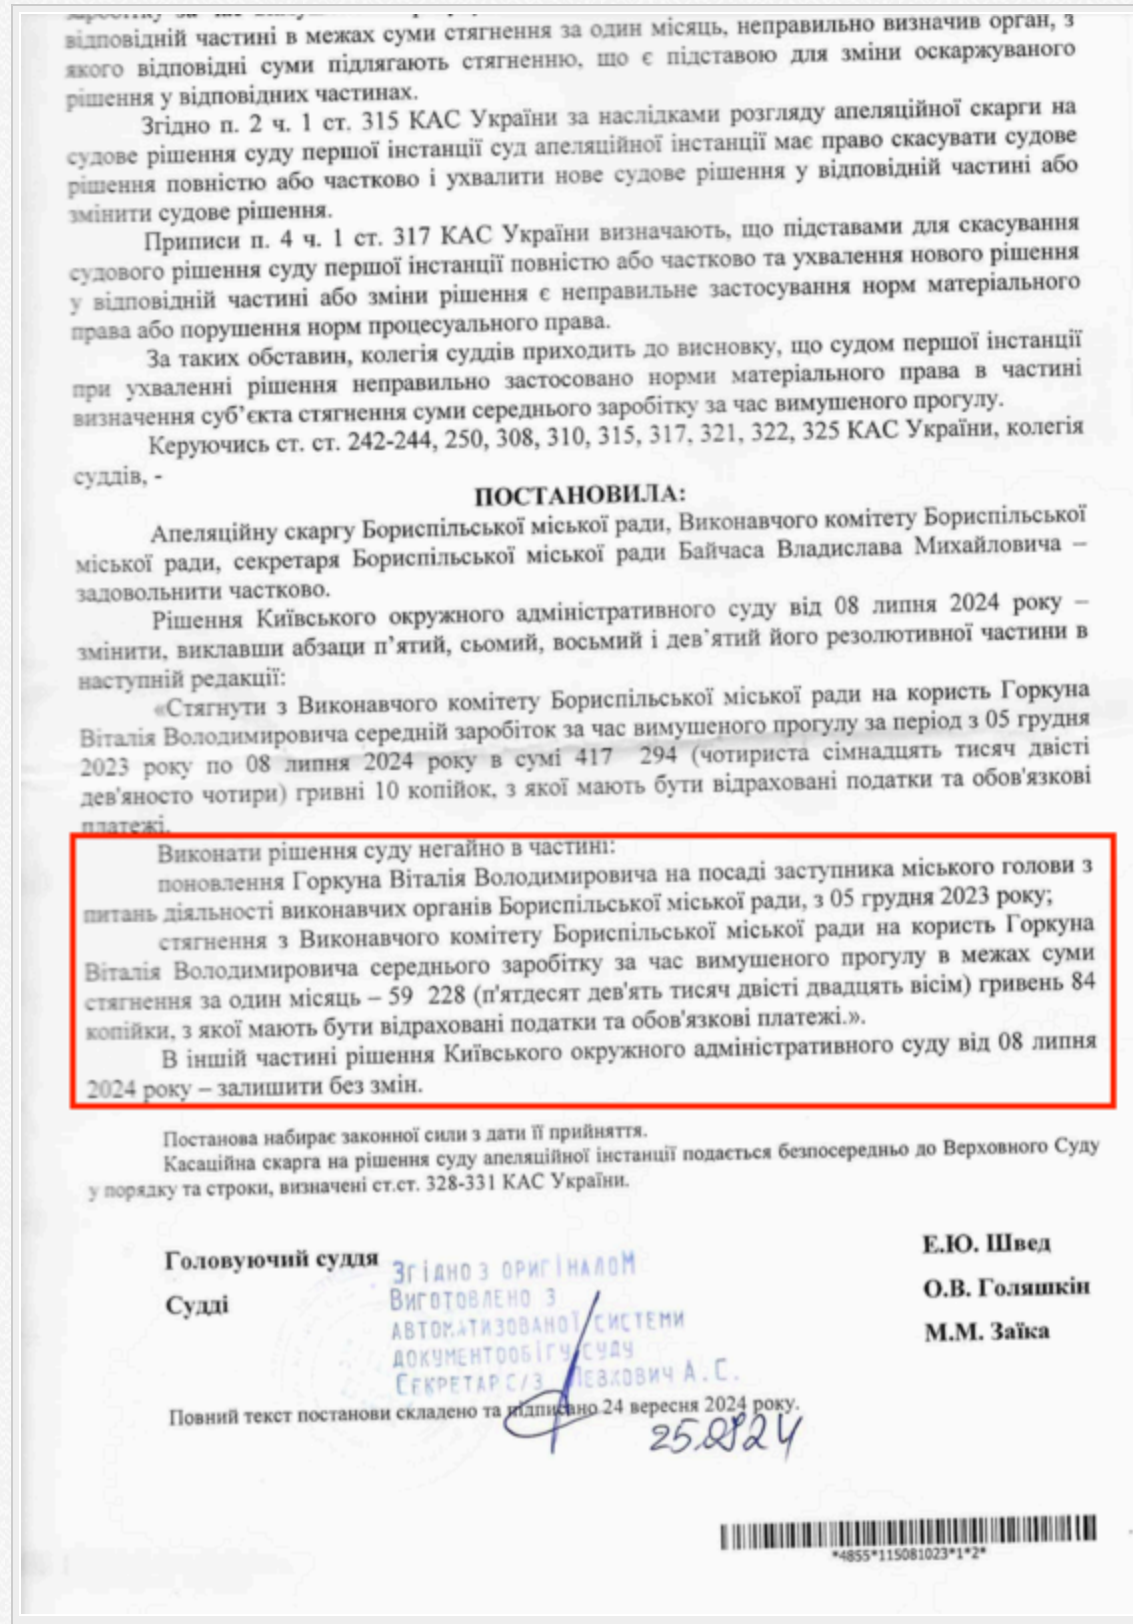 відповідній частині в межах суми стягнення за один місяць, неправильно визначив орган, з
якого відповідні суми підлягають стягненню, що є підставою для зміни оскаржуваного
рішення у відповідних частинах.
Згідно п. 2 ч. 1 ст. 315 КАС України за наслідками розгляду апеляційної скарги на
судове рішення суду першої інстанції суд апеляційної інстанції має право скасувати судове
рішення повністю або частково і ухвалити нове судове рішення у відповідній частині або
змінити судове рішення.
Приписи п. 4 ч. 1 ст. 317 КАС України визначають, що підставами для скасування
судового рішення суду першої інстанції повністю або частково та ухвалення нового рішення
у відповідній частині або зміни рішення є неправильне застосування норм матеріального
права або порушення норм процесуального права.
За таких обставин, колегія суддів приходить до висновку, що судом першої інстанції
при ухваленні рішення неправильно застосовано норми матеріального права в частині
визначення суб’єкта стягнення суми середнього заробітку за час вимушеного прогулу.
Керуючись ст. ст. 242-244, 250, 308, 310, 315, 317, 321, 322, 325 КАС України, колегія
суддів, -
ПОСТАНОВИЛА:
Апеляційну скаргу Бориспільської міської ради, Виконавчого комітету Бориспільської
міської ради, секретаря Бориспільської міської ради Байчаса Владислава Михайловича –
задовольнити частково.
Рішення Київського окружного адміністративного суду від 08 липня 2024 року –
змінити, виклавши абзаци п’ятий, сьомий, восьмий і дев’ятий його резолютивної частини в
наступній редакції:
«Стягнути з Виконавчого комітету Бориспільської міської ради на користь Горкуна
Віталія Володимировича середній заробіток за час вимушеного прогулу за період з 05 грудня
2023 року по 08 липня 2024 року в сумі 417 294 (чотириста сімнадцять тисяч двісті
дев'яносто чотири) гривні 10 копійок, з якої мають бути відраховані податки та обов'язкові
платежі.
Виконати рішення суду негайно в частині:
поновлення Горкуна Віталія Володимировича на посаді заступника міського голови з
питань діяльності виконавчих органів Бориспільської міської ради, з 05 грудня 2023 року;
стягнення з Виконавчого комітету Бориспільської міської ради на користь Горкуна
Віталія Володимировича середнього заробітку за час вимушеного прогулу в межах суми
стягнення за один місяць – 59 228 (п'ятдесят дев'ять тисяч двісті двадцять вісім) гривень 84
копійки, з якої мають бути відраховані податки та обов'язкові платежі.».
В іншій частині рішення Київського окружного адміністративного суду від 08 липня
2024 року – залишити без змін.
Постанова набирає законної сили з дати її прийняття.
Касаційна скарга на рішення суду апеляційної інстанції подається безпосередньо до Верховного Суду
у порядку та строки, визначені ст.ст. 328-331 КАС України.
Головуючий суддя Е.Ю. Швед
Судді О.В. Голяшкін
М.М. Заїка
Згідно з оригіналом
Виготовлено з
автоматизованої системи
документообігу суду
Секретар с/з Левкович А.С.
Повний текст постанови складено та підписано 24 вересня 2024 року.
25.0924
*4855*115081023*1*2*